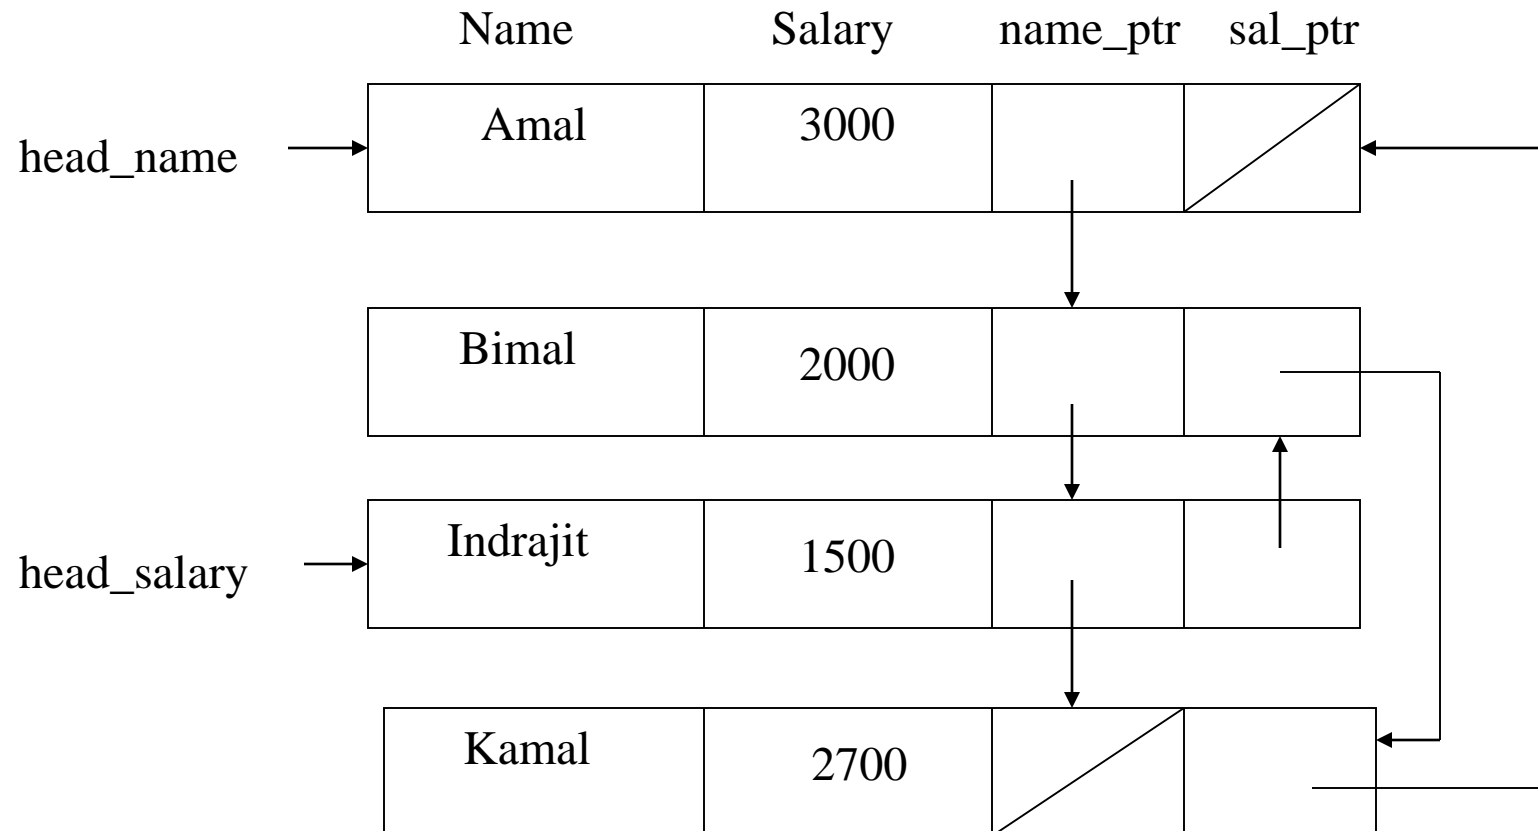 Name Salary name_ptr sal_ptr
Amal 3000
head_name
Bimal 2000
Indrajit 1500
head_salary
Kamal 2700